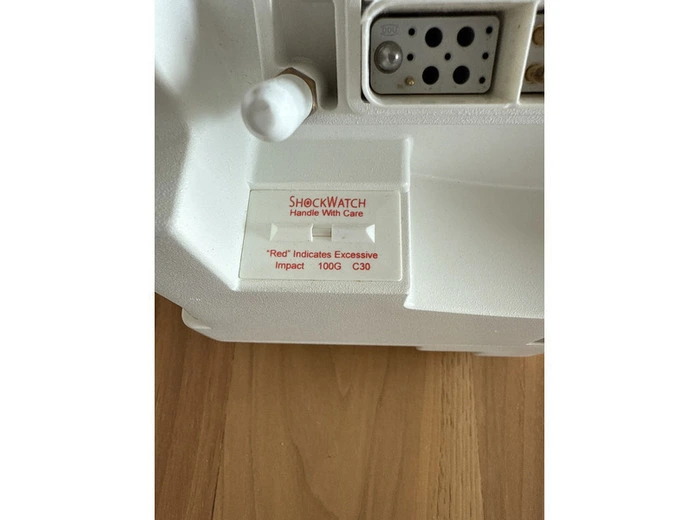 SHOCKWATCH
Handle With Care
"Red" Indicates Excessive
Impact 100G C30